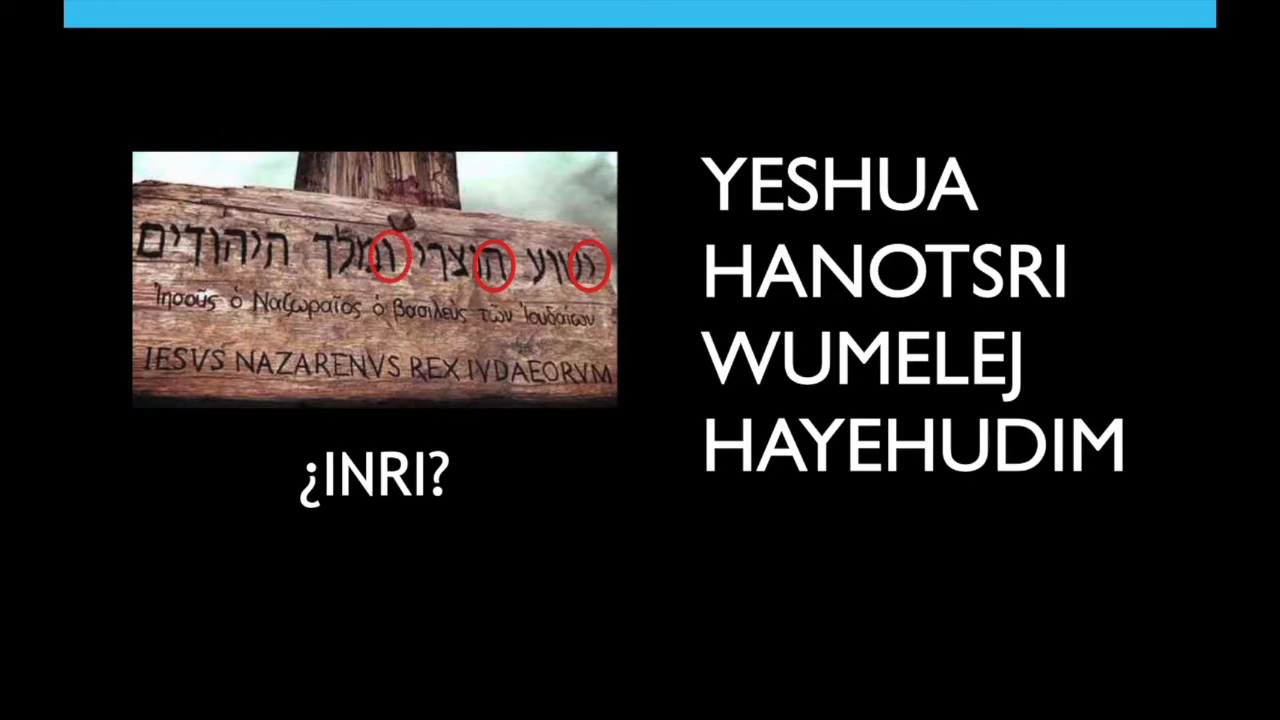 ישוע הנוצרי ומלך היהודים
Ἰησοῦς ὁ Ναζωραῖος ὁ βασιλεὺς τῶν Ἰουδαίων
IESVS NAZARENVS REX IVDAEORVM
¿INRI?
YESHUA
HANOTSRI
WUMELEJ
HAYEHUDIM